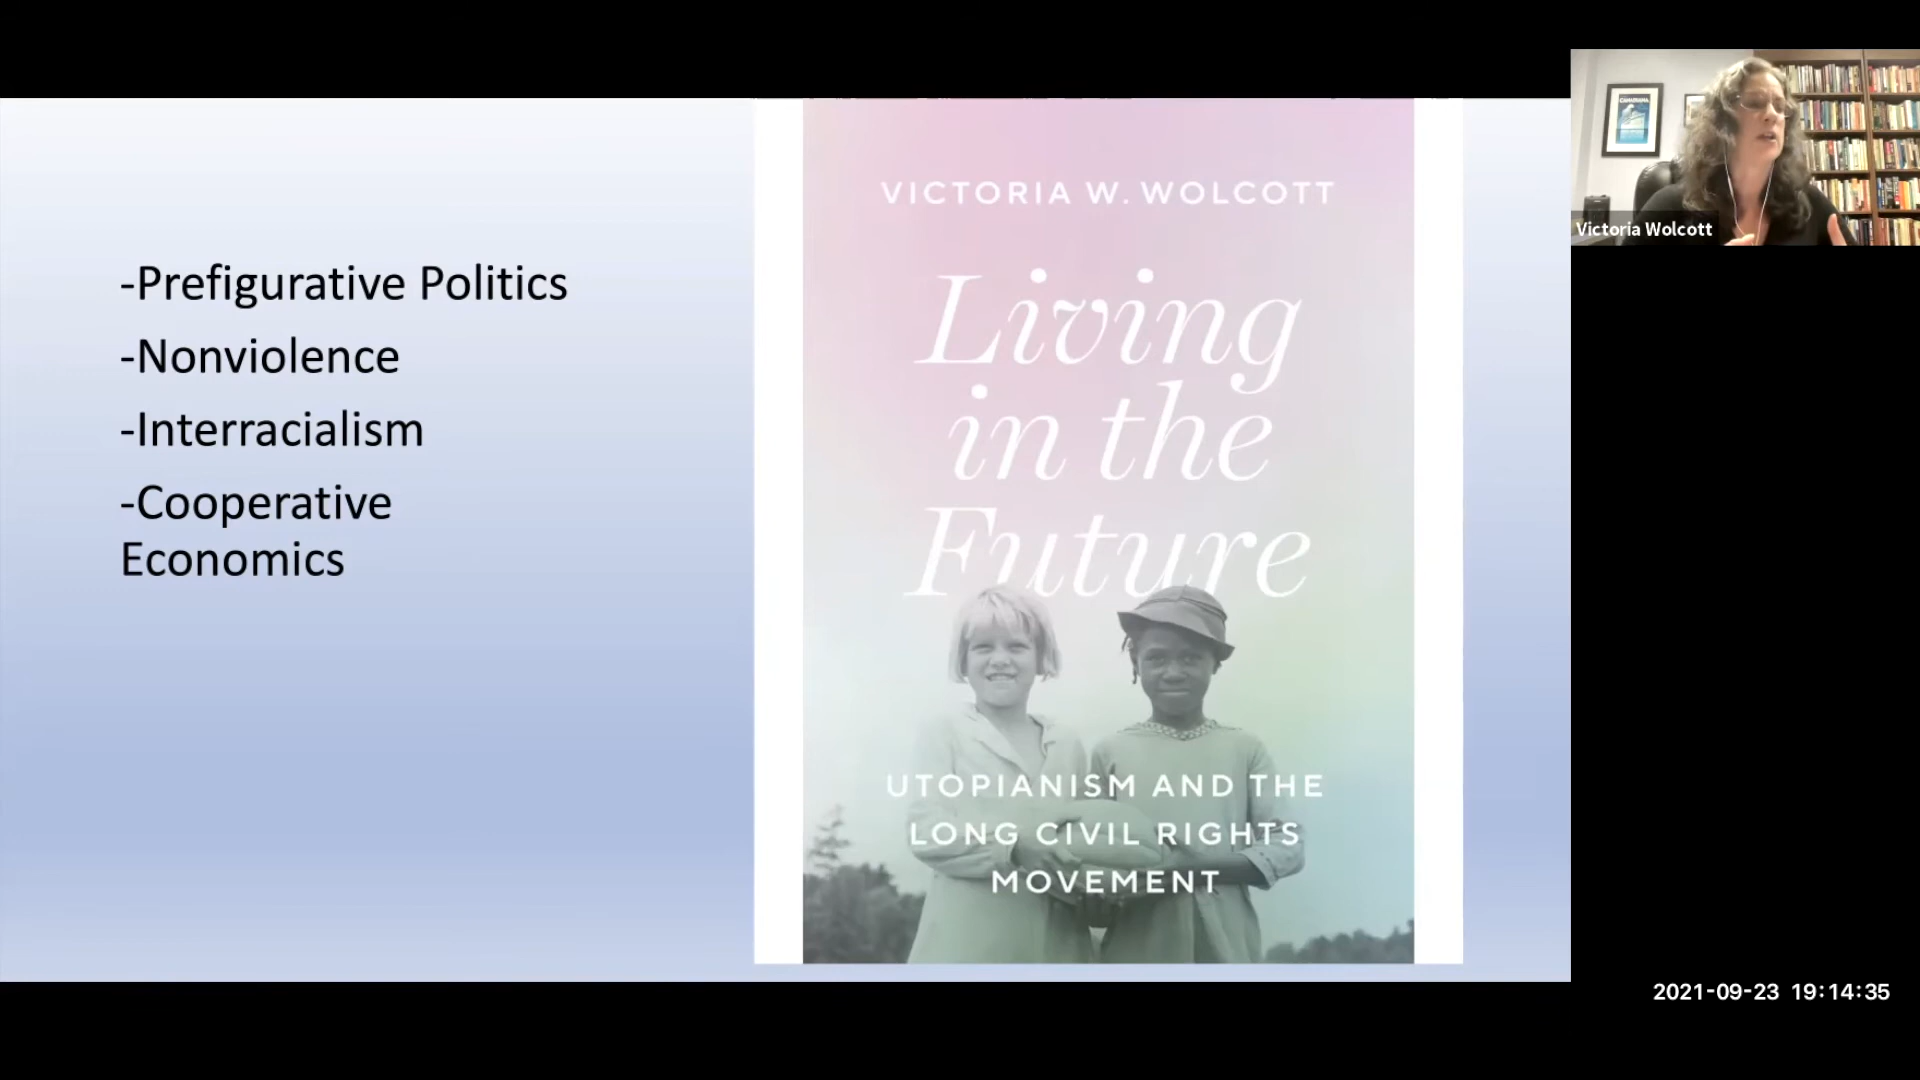 -Prefigurative Politics
-Nonviolence
-Interracialism
-Cooperative
Economics
VICTORIA W. WOLCOTT
Living
in the
Future
UTOPIANISM AND THE
LONG CIVIL RIGHTS
MOVEMENT
Victoria Wolcott
2021-09-23 19:14:35